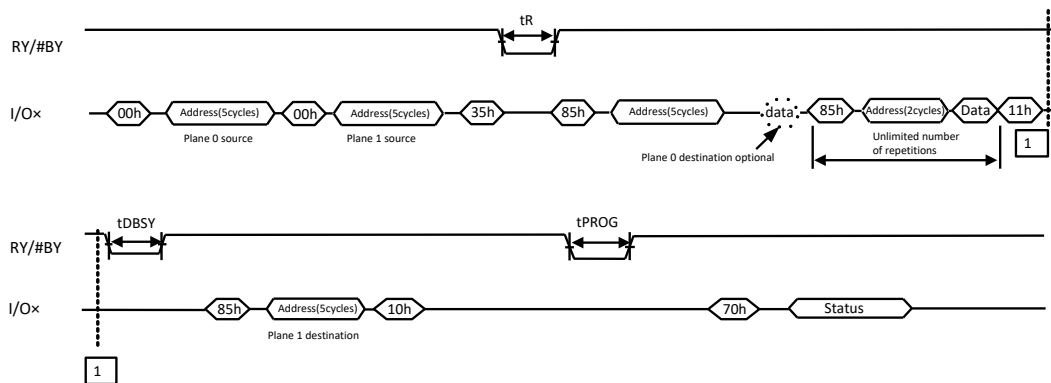 tR
RY/#BY
I/O×
00h Address(5cycles) 00h Address(5cycles) 35h 85h Address(5cycles) data 85h Address(2cycles) Data 11h
Plane 0 source Plane 1 source
Plane 0 destination optional
Unlimited number
of repetitions
1
tDBSY tPROG
RY/#BY
I/O×
85h Address(5cycles) 10h 70h Status
Plane 1 destination
1